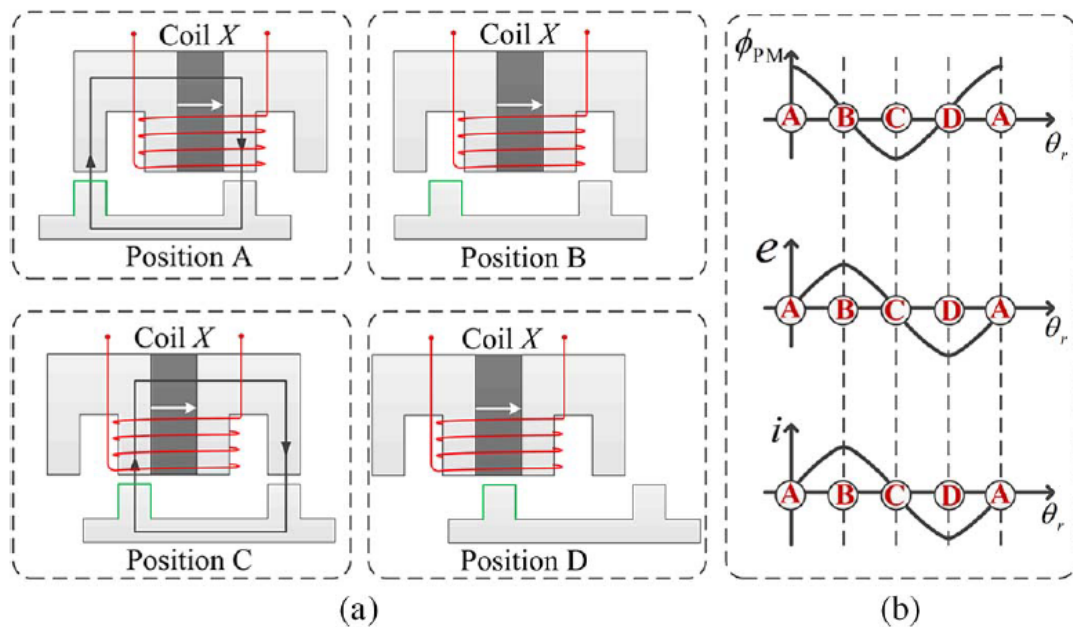 Coil X
Position A
Coil X
Position B
Coil X
Position C
Coil X
Position D
(a)
ϕPM
A B C D A
θr
e
A B C D A
θr
i
A B C D A
θr
(b)